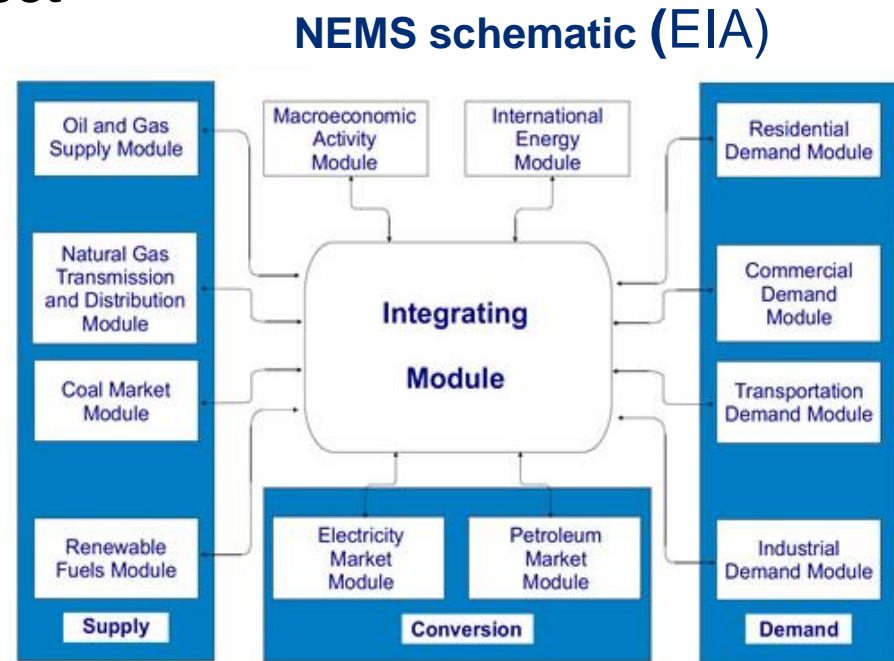 NEMS schematic (EIA)
Oil and Gas
Supply Module
Natural Gas
Transmission
and Distribution
Module
Coal Market
Module
Renewable
Fuels Module
Supply
Macroeconomic
Activity
Module
International
Energy
Module
Integrating
Module
Electricity
Market
Module
Petroleum
Market
Module
Conversion
Residential
Demand Module
Commercial
Demand
Module
Transportation
Demand Module
Industrial
Demand Module
Demand